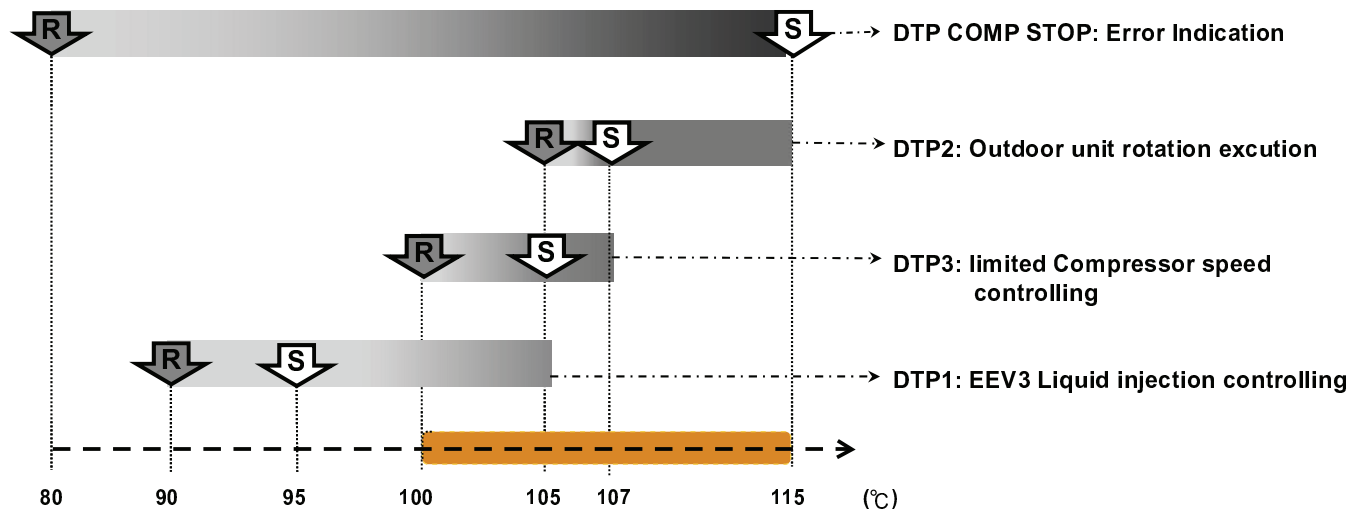 R
S
DTP COMP STOP: Error Indication
R
S
DTP2: Outdoor unit rotation excution
R
S
DTP3: limited Compressor speed
controlling
R
S
DTP1: EEV3 Liquid injection controlling
80 90 95 100 105 107 115 (℃)